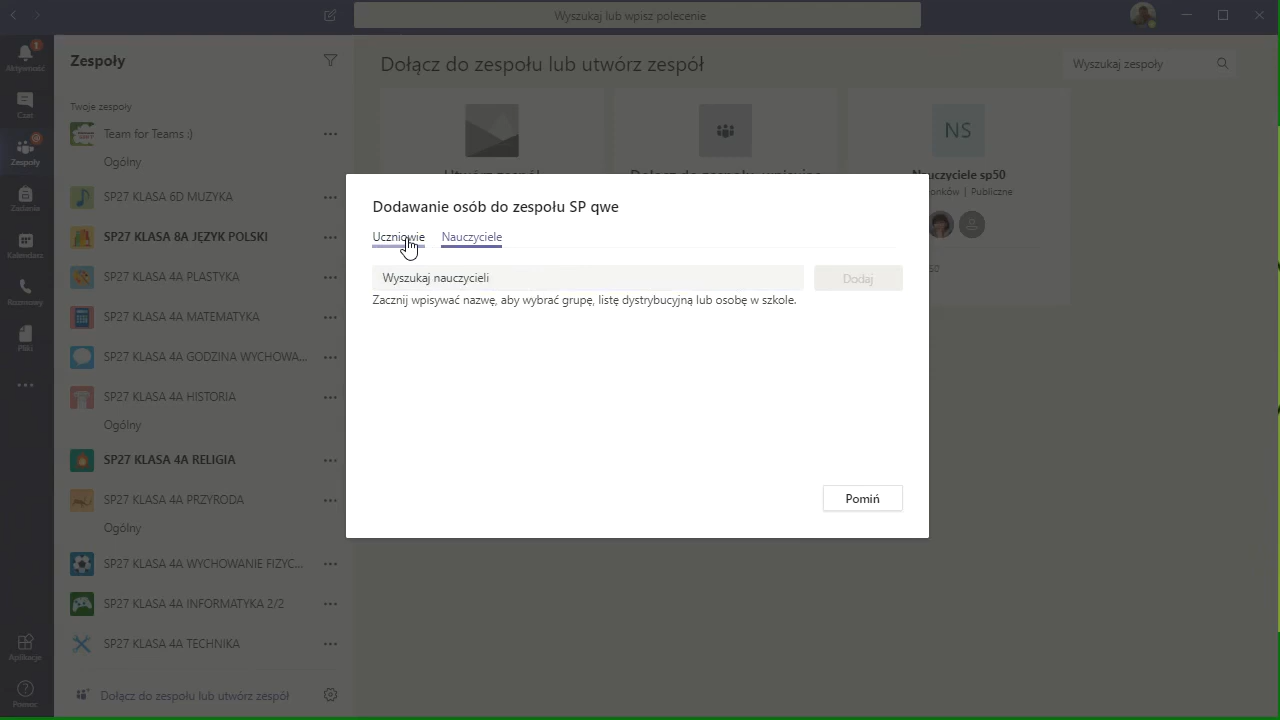 Wyszukaj lub wpisz polecenie
Aktywność
Czat
Zespoły
Zadania
Kalendarz
Rozmowy
Pliki
Aplikacje
Pomoc
Zespoły
Twoje zespoły
Team for Teams :)
Ogólny
SP27 KLASA 6D MUZYKA
SP27 KLASA 8A JĘZYK POLSKI
SP27 KLASA 4A PLASTYKA
SP27 KLASA 4A MATEMATYKA
SP27 KLASA 4A GODZINA WYCHOWA...
SP27 KLASA 4A HISTORIA
Ogólny
SP27 KLASA 4A RELIGIA
SP27 KLASA 4A PRZYRODA
Ogólny
SP27 KLASA 4A WYCHOWANIE FIZYC...
SP27 KLASA 4A INFORMATYKA 2/2
SP27 KLASA 4A TECHNIKA
Dołącz do zespołu lub utwórz zespół
Dołącz do zespołu lub utwórz zespół
Wyszukaj zespoły
NS
Nauczyciele sp50
onków | Publiczne
Dodawanie osób do zespołu SP qwe
Uczniowie Nauczyciele
Wyszukaj nauczycieli
Dodaj
Zacznij wpisywać nazwę, aby wybrać grupę, listę dystrybucyjną lub osobę w szkole.
Pomiń